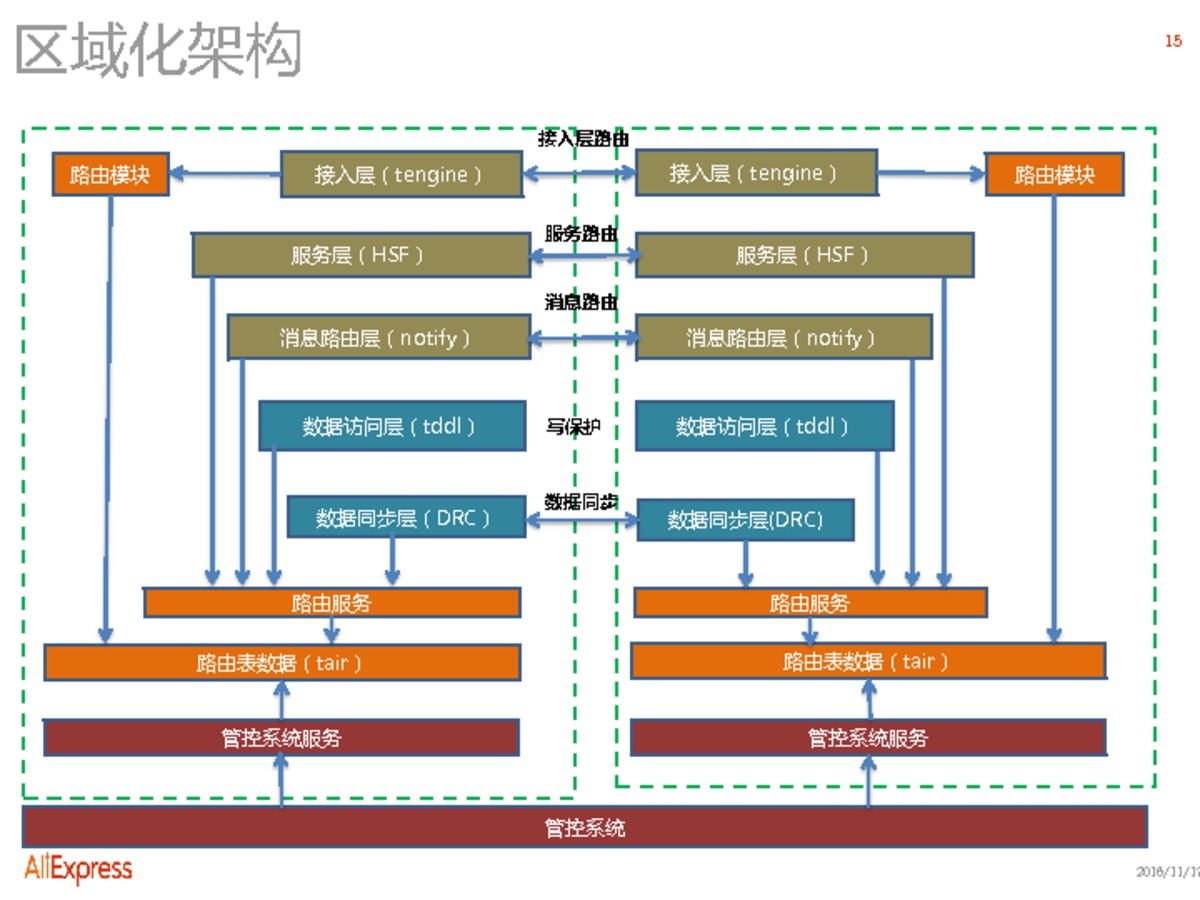 区域化架构
15
接入层路由
路由模块
接入层（tengine）
接入层（tengine）
路由模块
服务路由
服务层（HSF）
服务层（HSF）
消息路由
消息路由层（notify）
消息路由层（notify）
数据访问层（tddl）
写保护
数据访问层（tddl）
数据同步
数据同步层（DRC）
数据同步层(DRC)
路由服务
路由服务
路由表数据（tair）
路由表数据（tair）
管控系统服务
管控系统服务
管控系统
AliExpress